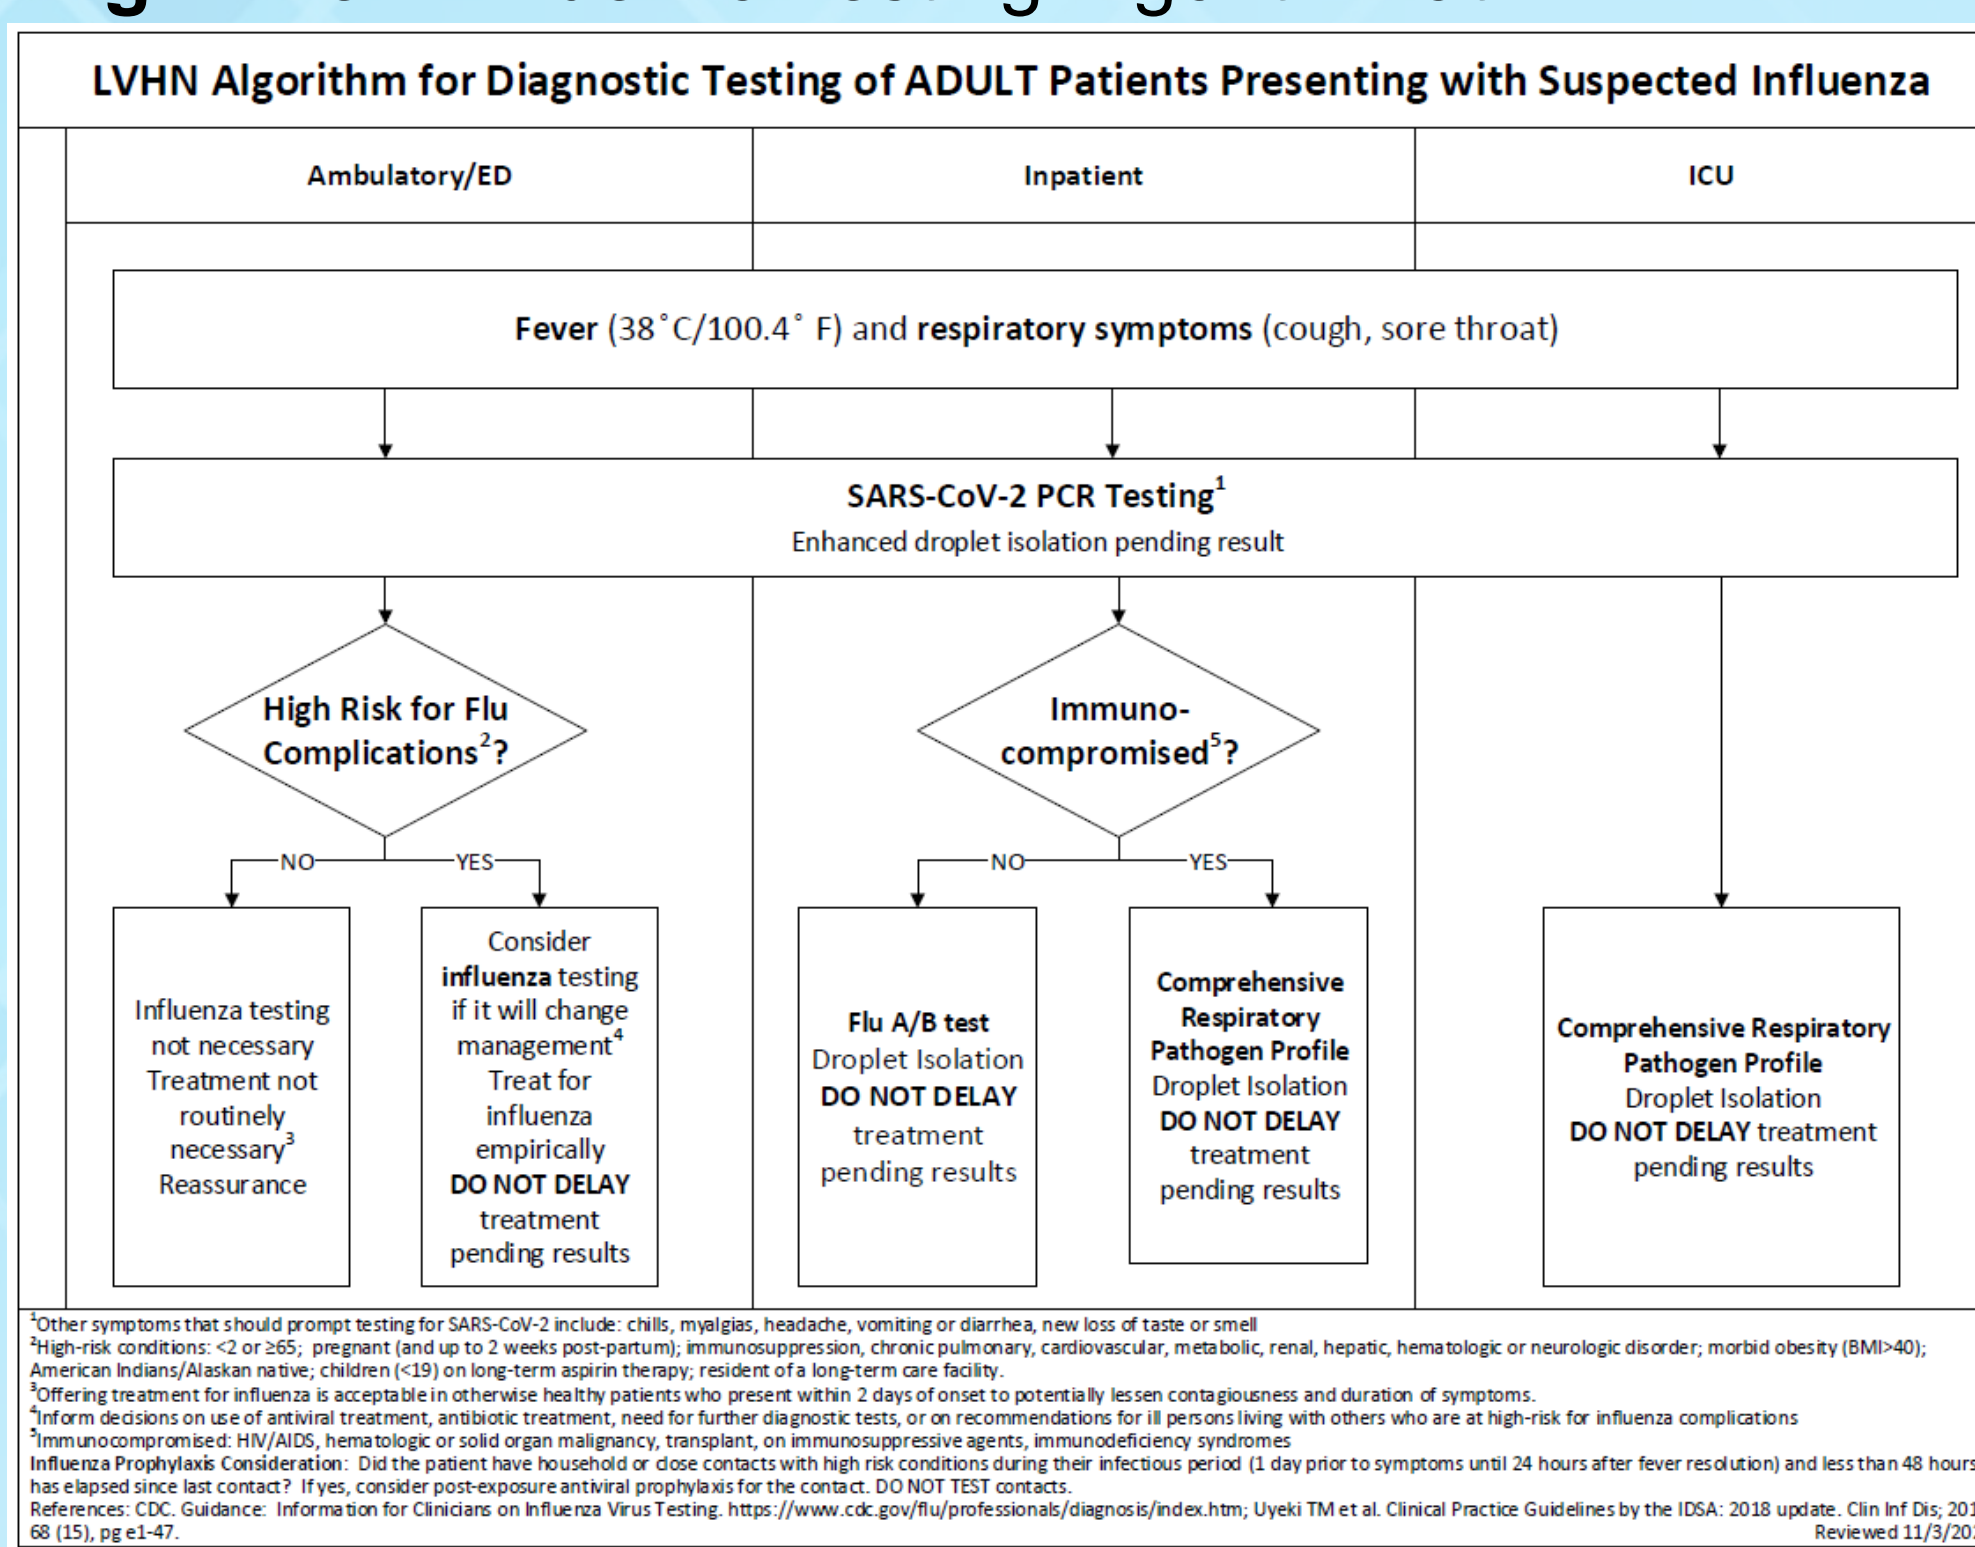 LVHN Algorithm for Diagnostic Testing of ADULT Patients Presenting with Suspected Influenza
Ambulatory/ED
Inpatient
ICU
Fever (38˚C/100.4˚ F) and respiratory symptoms (cough, sore throat)
SARS-CoV-2 PCR Testing¹
Enhanced droplet isolation pending result
High Risk for Flu
Complications²?
NO
YES
Influenza testing
not necessary
Treatment not
routinely
necessary³
Reassurance
Consider
influenza testing
if it will change
management⁴
Treat for
influenza
empirically
DO NOT DELAY
treatment
pending results
Immuno-
compromised⁵?
NO
YES
Flu A/B test
Droplet Isolation
DO NOT DELAY
treatment
pending results
Comprehensive
Respiratory
Pathogen Profile
Droplet Isolation
DO NOT DELAY
treatment
pending results
Comprehensive Respiratory
Pathogen Profile
Droplet Isolation
DO NOT DELAY treatment
pending results
¹Other symptoms that should prompt testing for SARS-CoV-2 include: chills, myalgias, headache, vomiting or diarrhea, new loss of taste or smell
²High-risk conditions: <2 or ≥65; pregnant (and up to 2 weeks post-partum); immunosuppression, chronic pulmonary, cardiovascular, metabolic, renal, hepatic, hematologic or neurologic disorder; morbid obesity (BMI>40);
American Indians/Alaskan native; children (<19) on long-term aspirin therapy; resident of a long-term care facility.
³Offering treatment for influenza is acceptable in otherwise healthy patients who present within 2 days of onset to potentially lessen contagiousness and duration of symptoms.
⁴Inform decisions on use of antiviral treatment, antibiotic treatment, need for further diagnostic tests, or on recommendations for ill persons living with others who are at high-risk for influenza complications
⁵Immunocompromised: HIV/AIDS, hematologic or solid organ malignancy, transplant, on immunosuppressive agents, immunodeficiency syndromes
Influenza Prophylaxis Consideration: Did the patient have household or close contacts with high risk conditions during their infectious period (1 day prior to symptoms until 24 hours after fever resolution) and less than 48 hours
has elapsed since last contact? If yes, consider post-exposure antiviral prophylaxis for the contact. DO NOT TEST contacts.
References: CDC. Guidance: Information for Clinicians on Influenza Virus Testing. https://www.cdc.gov/flu/professionals/diagnosis/index.htm; Uyeki TM et al. Clinical Practice Guidelines by the IDSA: 2018 update. Clin Inf Dis; 201
68 (15), pg e1-47.
Reviewed 11/3/20